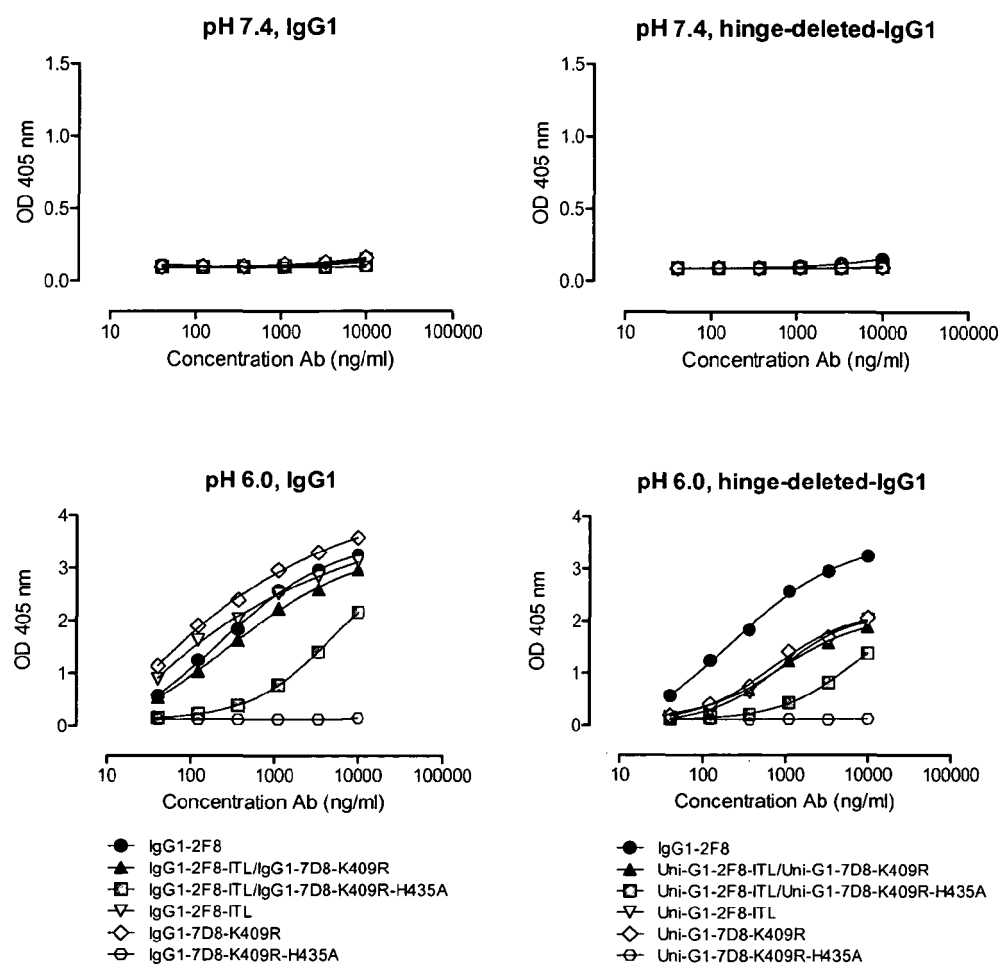 pH 7.4, IgG1
1.5
1.0
0.5
0.0
OD 405 nm
10 100 1000 10000 100000
Concentration Ab (ng/ml)
pH 7.4, hinge-deleted-IgG1
1.5
1.0
0.5
0.0
OD 405 nm
10 100 1000 10000 100000
Concentration Ab (ng/ml)
pH 6.0, IgG1
4
3
2
1
0
OD 405 nm
10 100 1000 10000 100000
Concentration Ab (ng/ml)
IgG1-2F8
IgG1-2F8-ITL/IgG1-7D8-K409R
IgG1-2F8-ITL/IgG1-7D8-K409R-H435A
IgG1-2F8-ITL
IgG1-7D8-K409R
IgG1-7D8-K409R-H435A
pH 6.0, hinge-deleted-IgG1
4
3
2
1
0
OD 405 nm
10 100 1000 10000 100000
Concentration Ab (ng/ml)
IgG1-2F8
Uni-G1-2F8-ITL/Uni-G1-7D8-K409R
Uni-G1-2F8-ITL/Uni-G1-7D8-K409R-H435A
Uni-G1-2F8-ITL
Uni-G1-7D8-K409R
Uni-G1-7D8-K409R-H435A